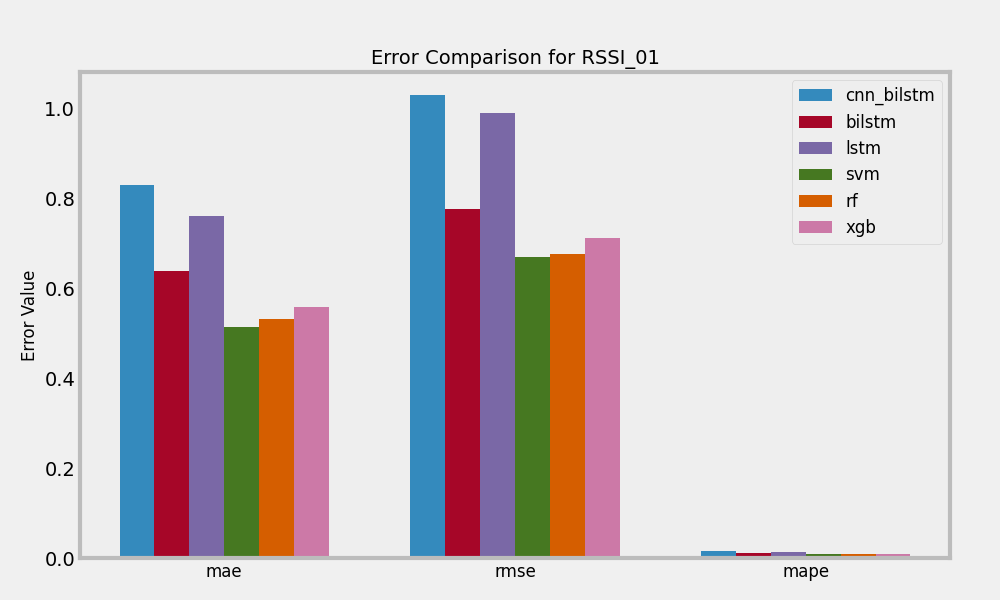 Error Comparison for RSSI_01
Error Value
1.0
0.8
0.6
0.4
0.2
0.0
mae
rmse
mape
cnn_bilstm
bilstm
lstm
svm
rf
xgb